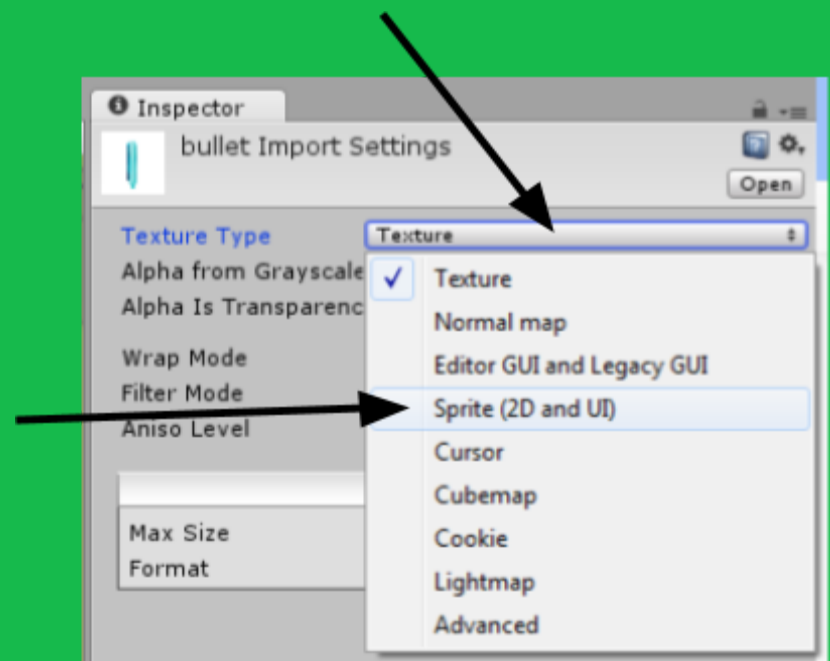 Inspector
bullet Import Settings
Open
Texture Type
Texture
Alpha from Grayscale
Texture
Alpha Is Transparenc
Normal map
Wrap Mode
Editor GUI and Legacy GUI
Filter Mode
Sprite (2D and UI)
Aniso Level
Cursor
Cubemap
Max Size
Cookie
Format
Lightmap
Advanced